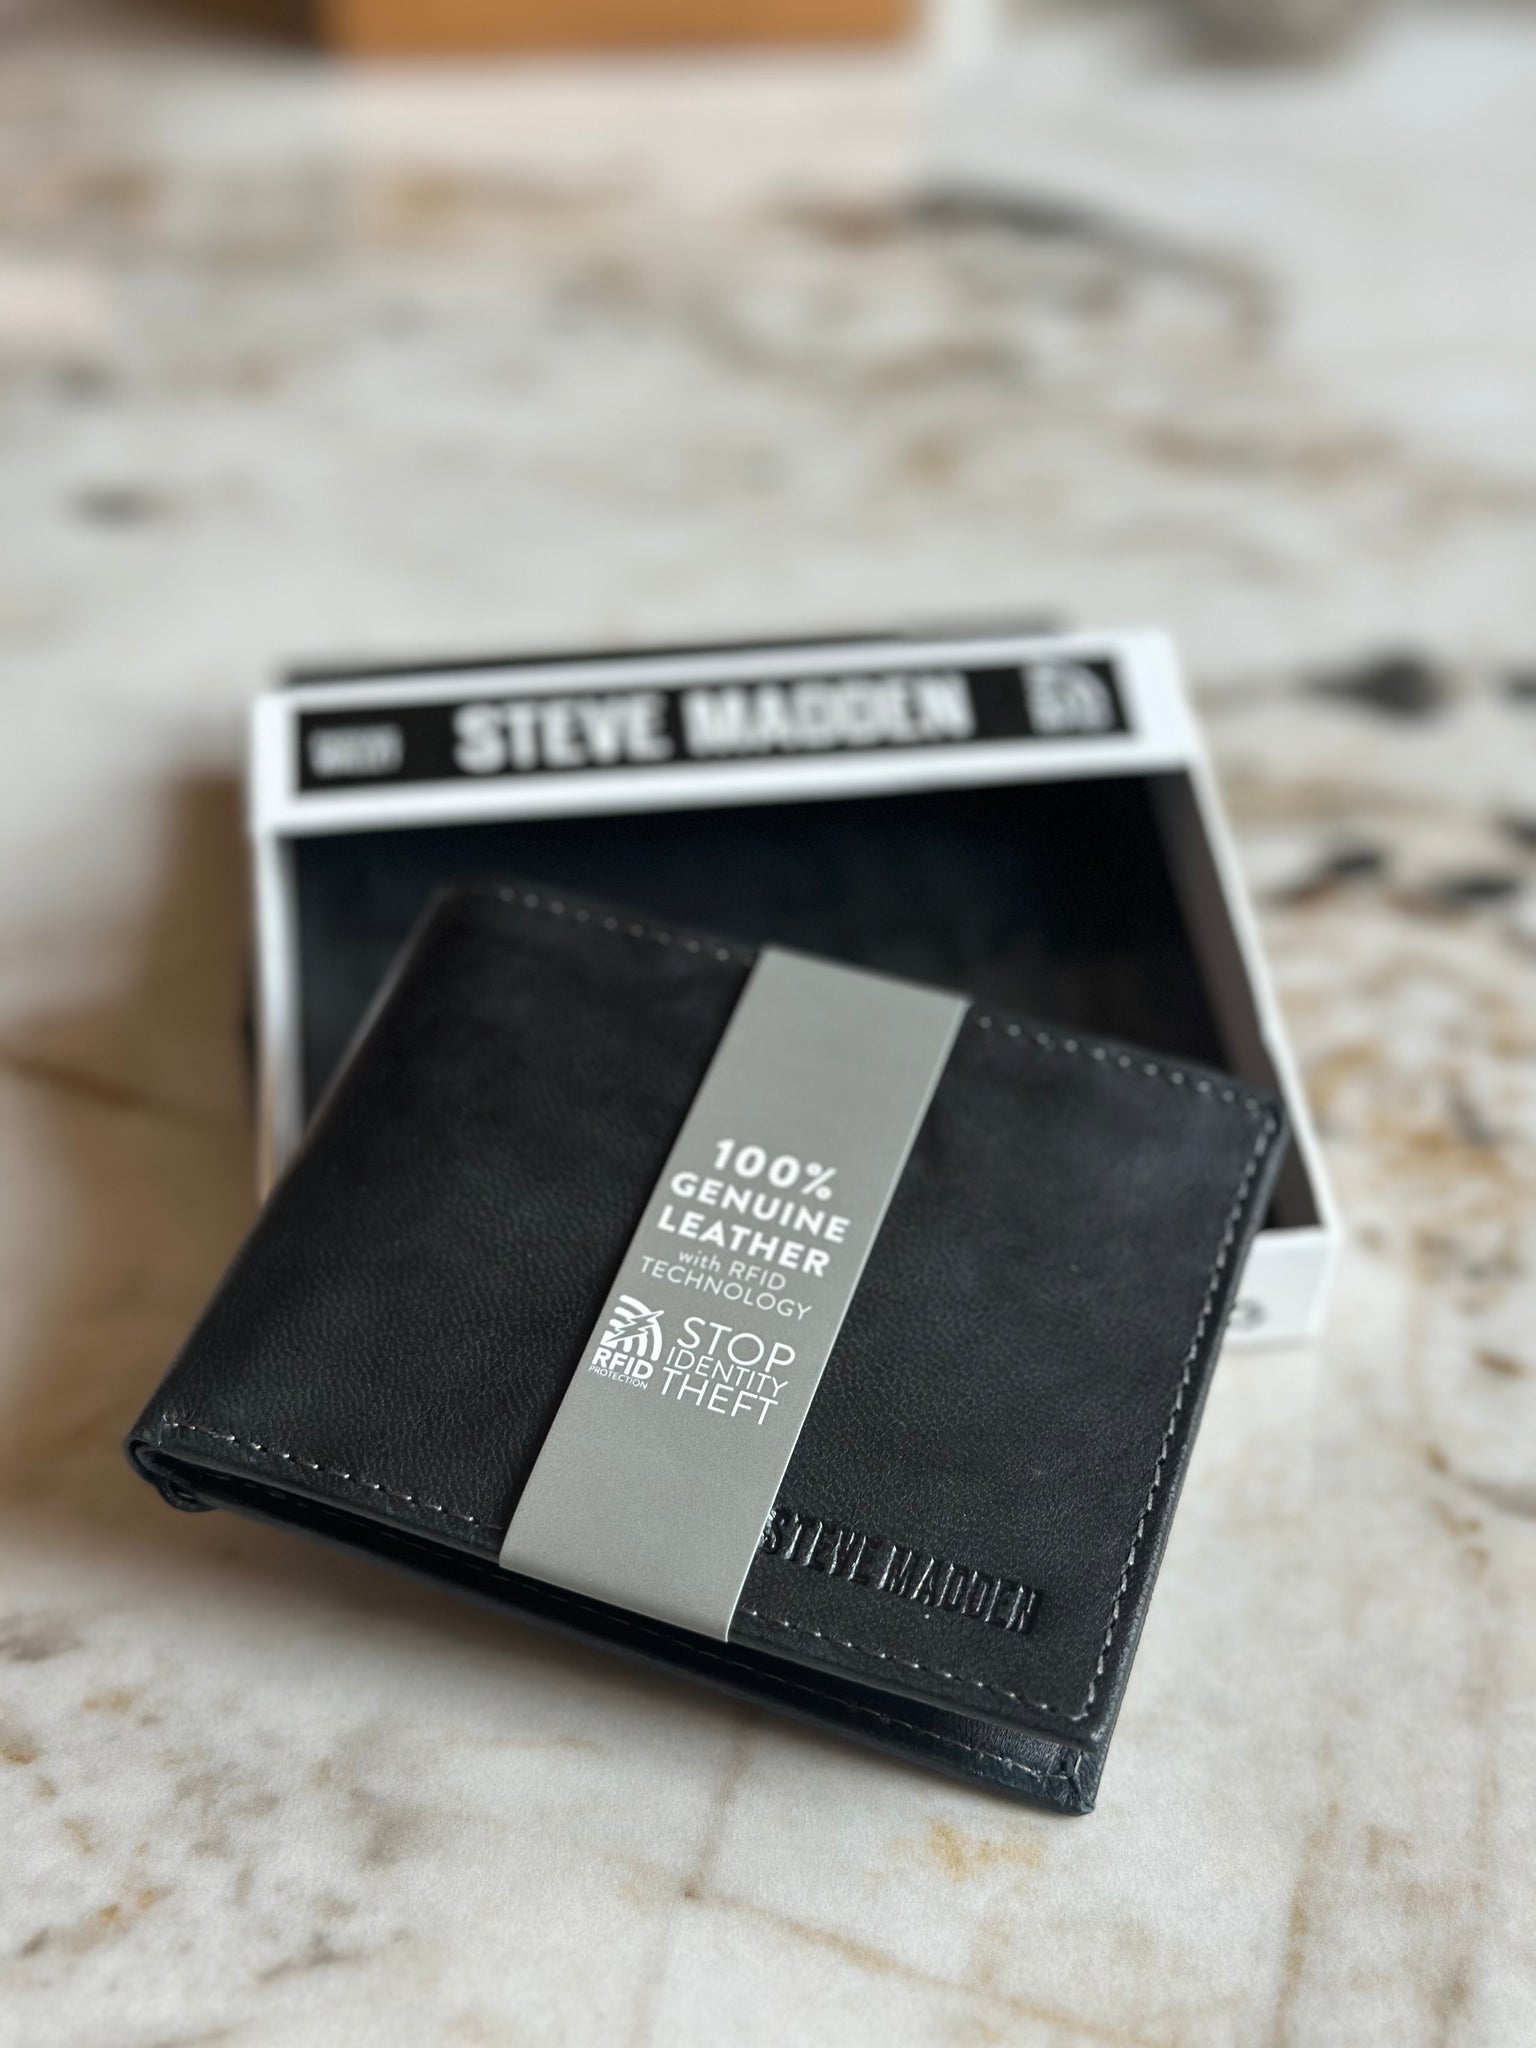 STEVE MADDEN
100%
GENUINE
LEATHER
with RFID
TECHNOLOGY
RFID
PROTECTION
STOP
IDENTITY
THEFT
STEVE MADDEN